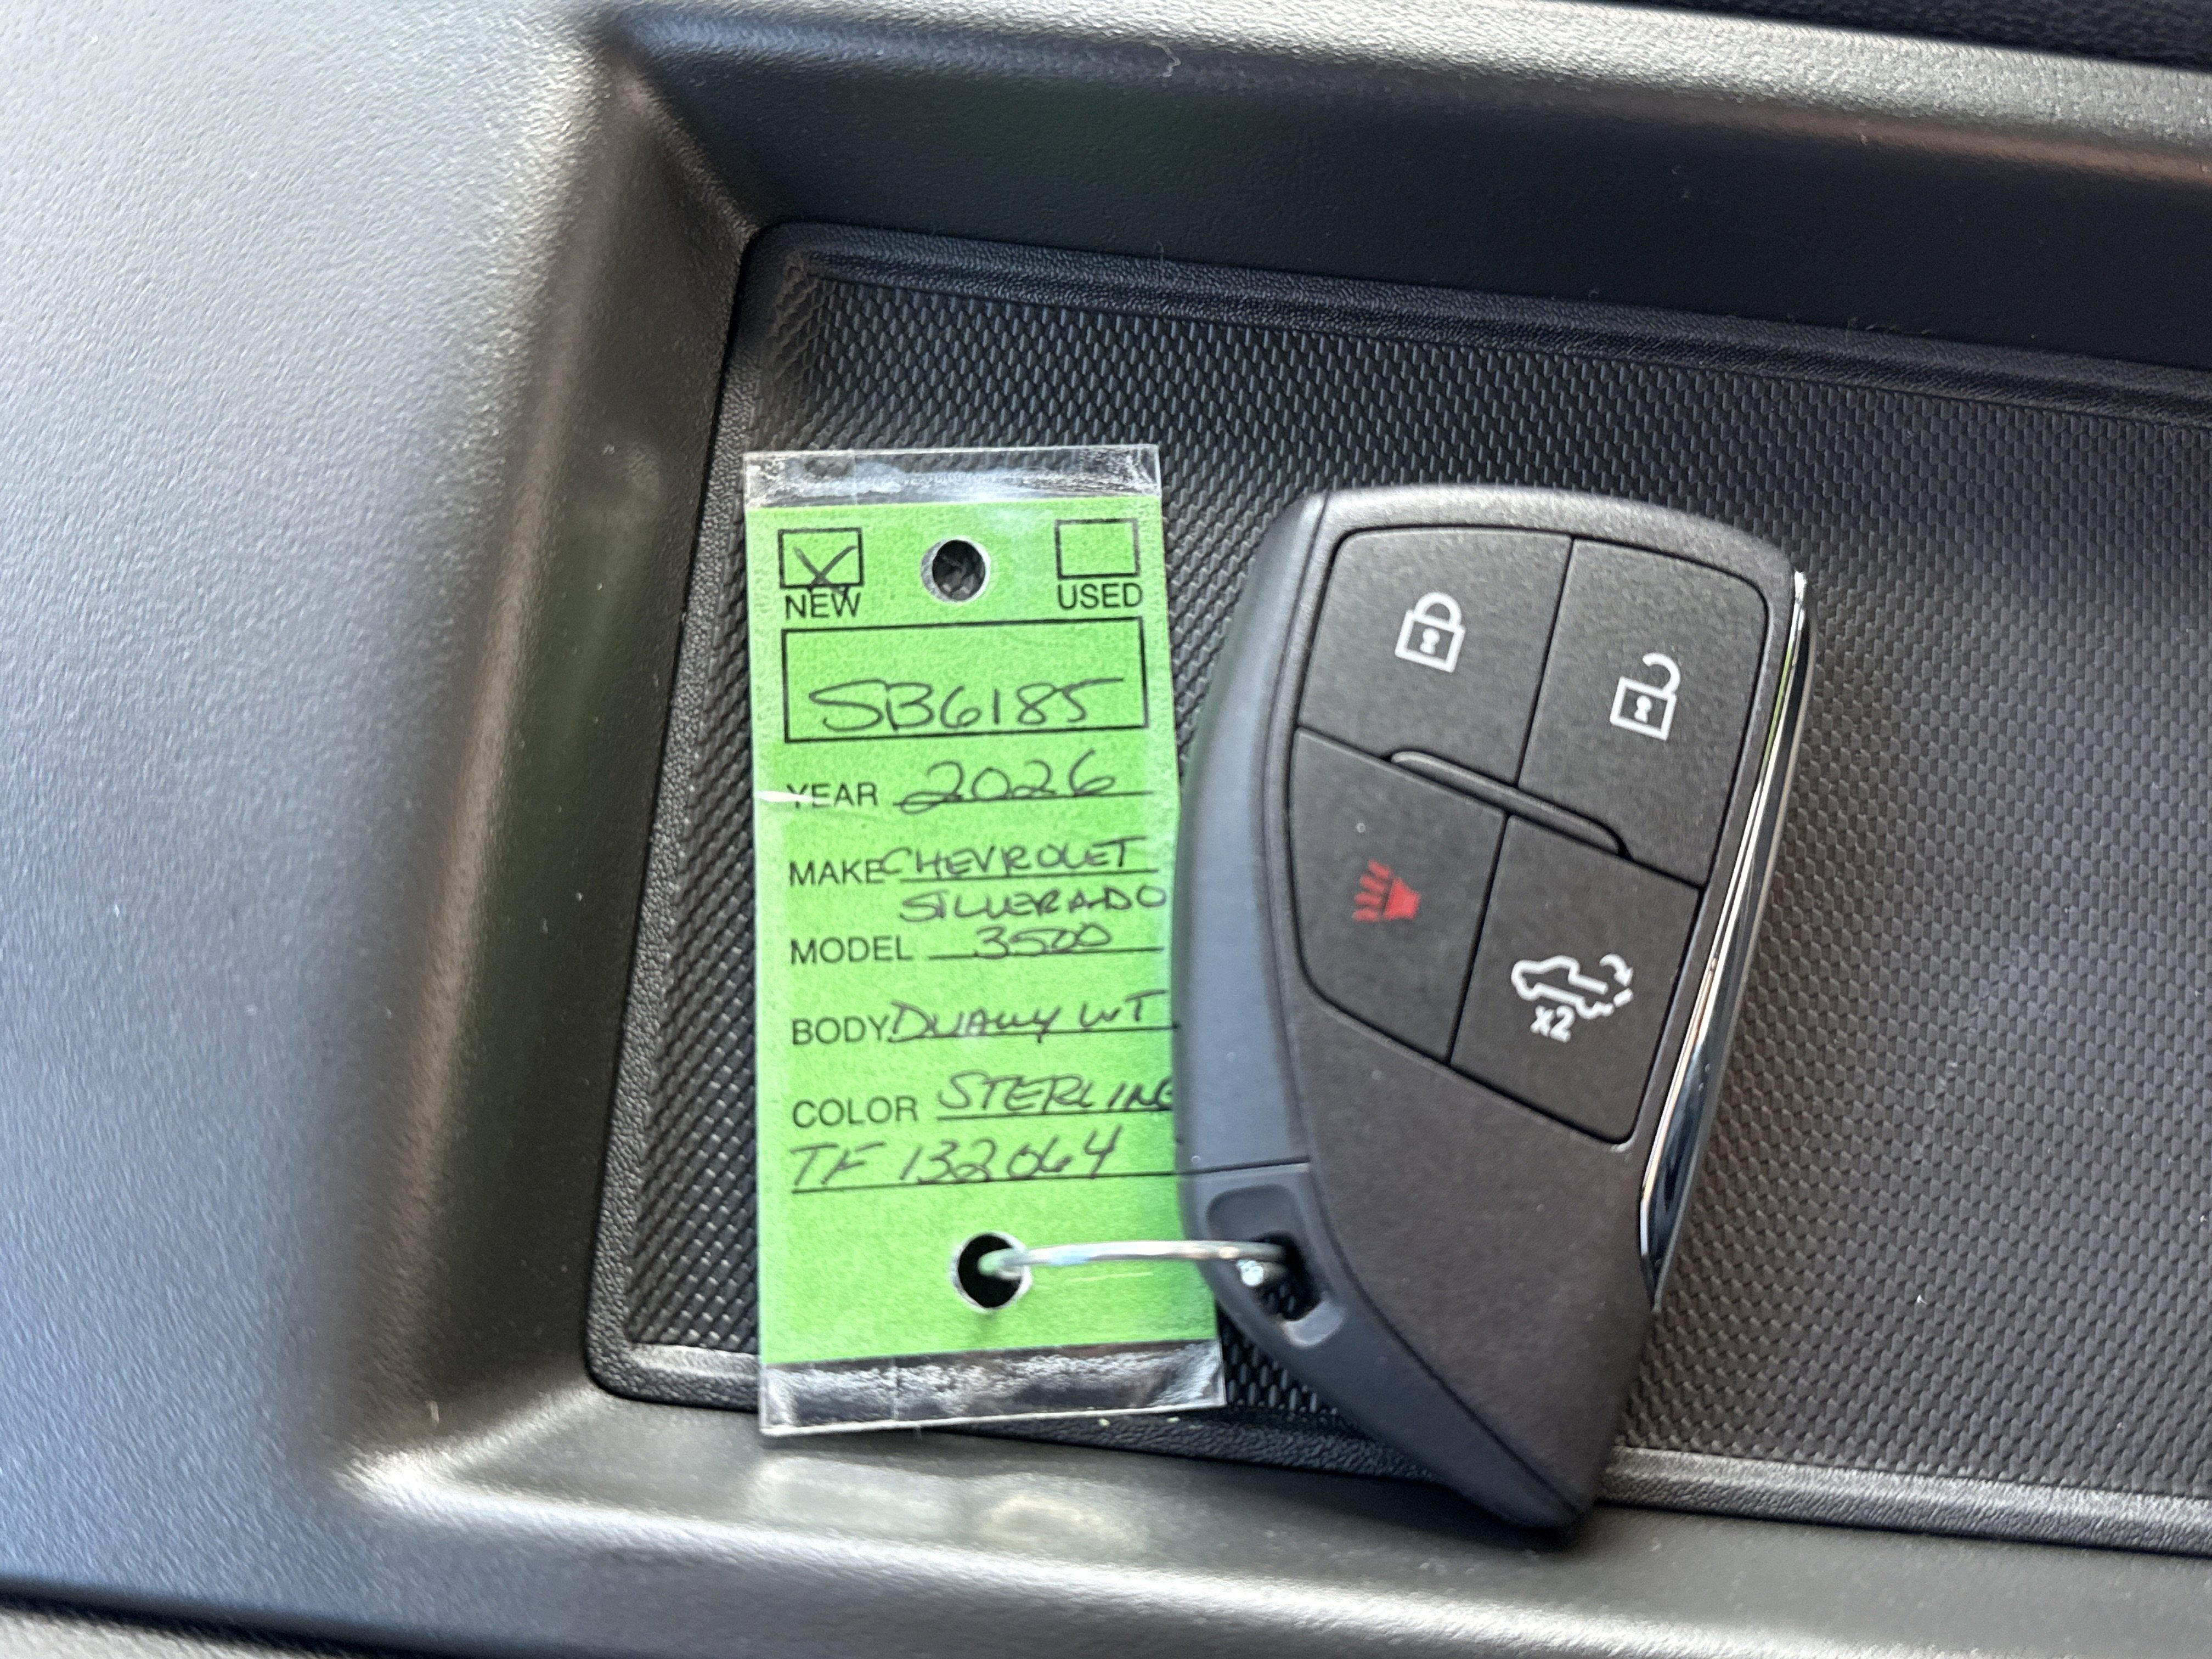 NEW USED
SB6185
YEAR 2026
MAKE CHEVROLET
SILVERADO
MODEL 3500
BODY DUALLY WT
COLOR STERLING
TF 132064
x2